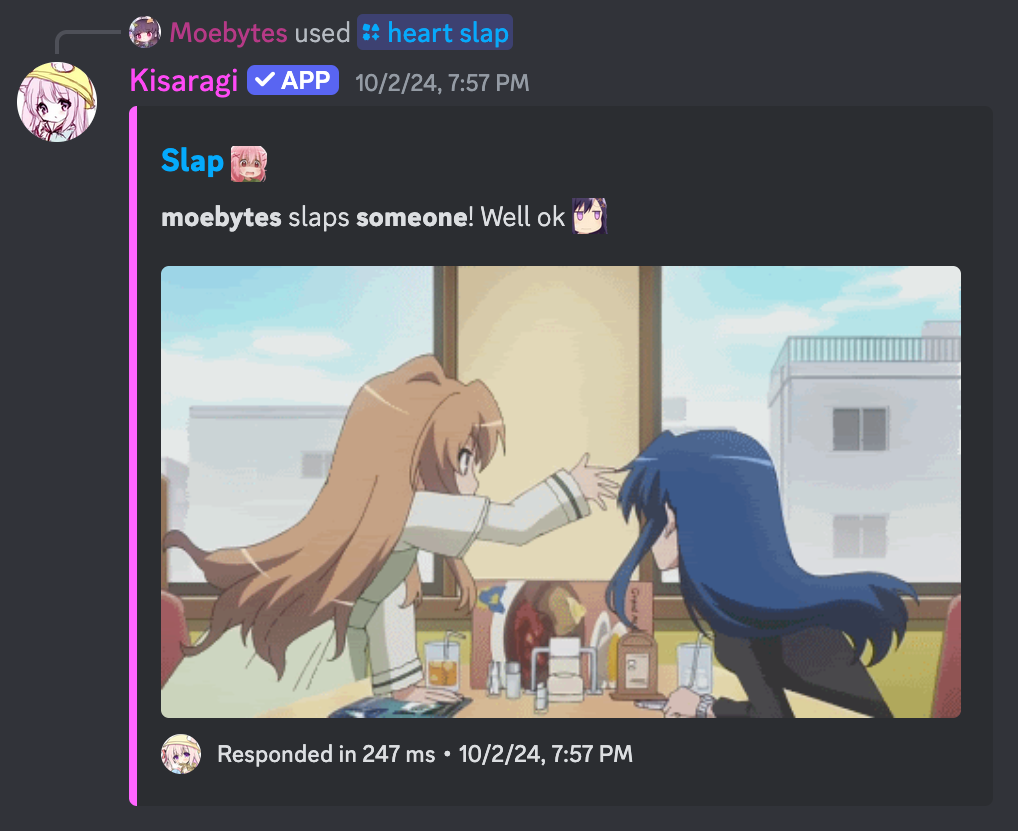 Moebytes used heart slap
Kisaragi APP 10/2/24, 7:57 PM
Slap
moebytes slaps someone! Well ok
Responded in 247 ms • 10/2/24, 7:57 PM